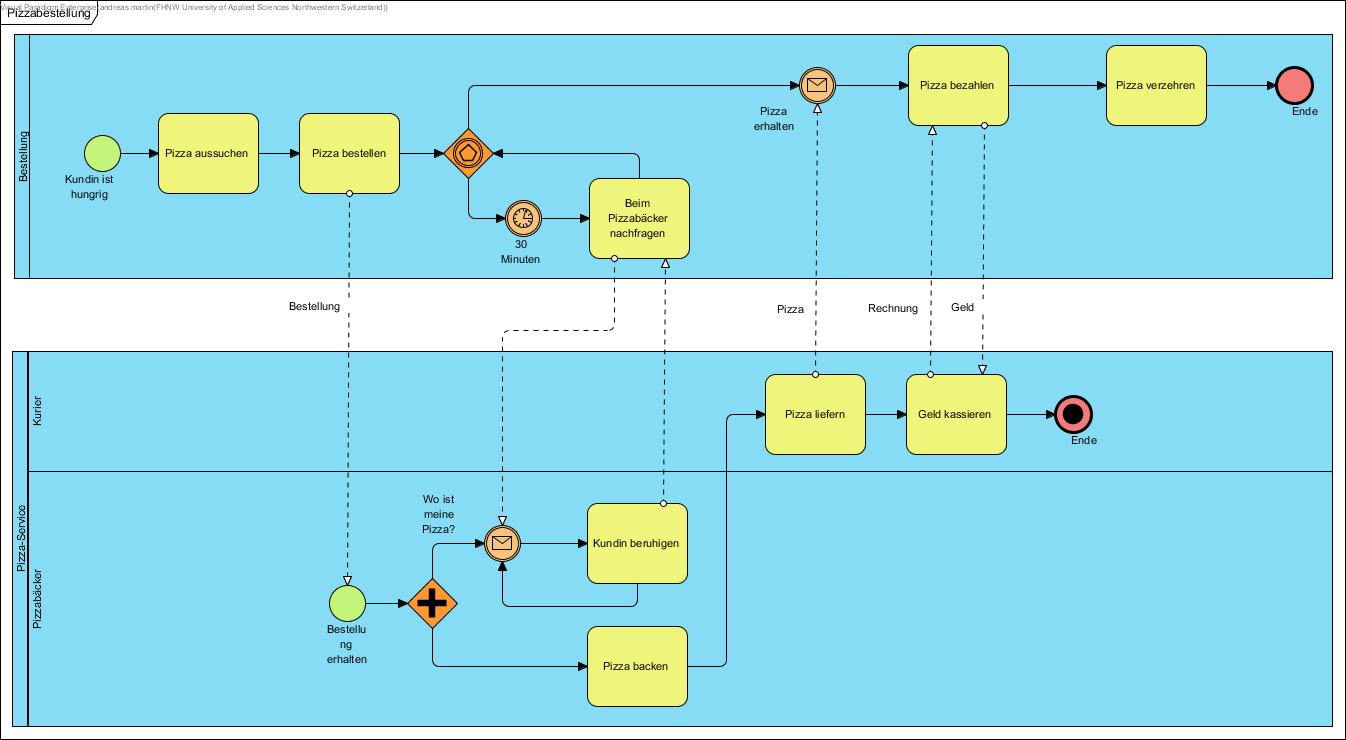 Visual Paradigm Enterprise(andreas.martin(FHNW University of Applied Sciences Northwestern Switzerland))
Pizzabestellung
Bestellung
Kundin ist
hungrig
Pizza aussuchen
Pizza bestellen
30
Minuten
Beim
Pizzabäcker
nachfragen
Pizza
erhalten
Pizza bezahlen
Pizza verzehren
Ende
Bestellung
Pizza
Rechnung
Geld
Pizza-Service
Kurier
Pizza liefern
Geld kassieren
Ende
Pizzabäcker
Wo ist
meine
Pizza?
Kundin beruhigen
Bestellu
ng
erhalten
Pizza backen